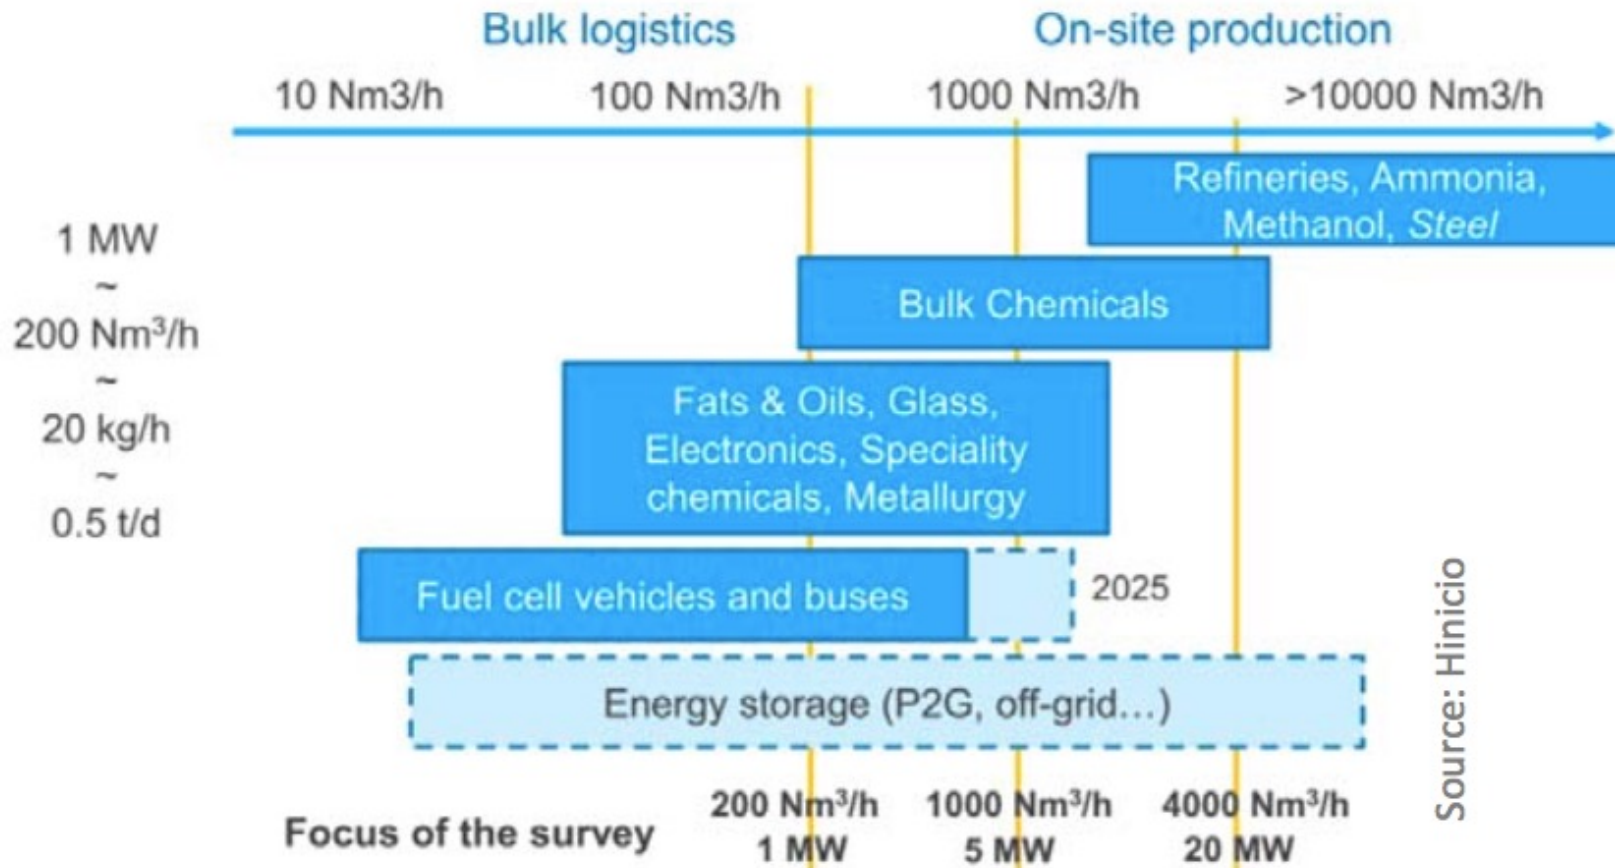 Bulk logistics
On-site production
10 Nm3/h
100 Nm3/h
1000 Nm3/h
>10000 Nm3/h
Refineries, Ammonia,
Methanol, Steel
1 MW
~
200 Nm³/h
~
20 kg/h
~
0.5 t/d
Bulk Chemicals
Fats & Oils, Glass,
Electronics, Speciality
chemicals, Metallurgy
Fuel cell vehicles and buses
2025
Energy storage (P2G, off-grid...)
Focus of the survey
200 Nm³/h
1 MW
1000 Nm³/h
5 MW
4000 Nm³/h
20 MW
Source: Hinicio